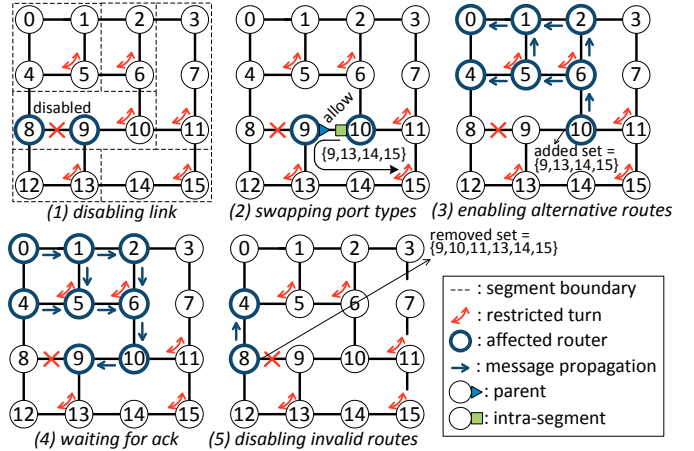 0 1 2 3
4 5 6 7
disabled
8 9 10 11
12 13 14 15
(1) disabling link
0 1 2 3
4 5 6 7
allow
8 9 10 11
{9,13,14,15}
12 13 14 15
(2) swapping port types
0 1 2 3
4 5 6 7
8 9 10 11
added set =
{9,13,14,15}
12 13 14 15
(3) enabling alternative routes
0 1 2 3
4 5 6 7
8 9 10 11
12 13 14 15
(4) waiting for ack
removed set =
{9,10,11,13,14,15}
0 1 2 3
4 5 6 7
8 9 10 11
12 13 14 15
(5) disabling invalid routes
: segment boundary
: restricted turn
: affected router
: message propagation
: parent
: intra-segment